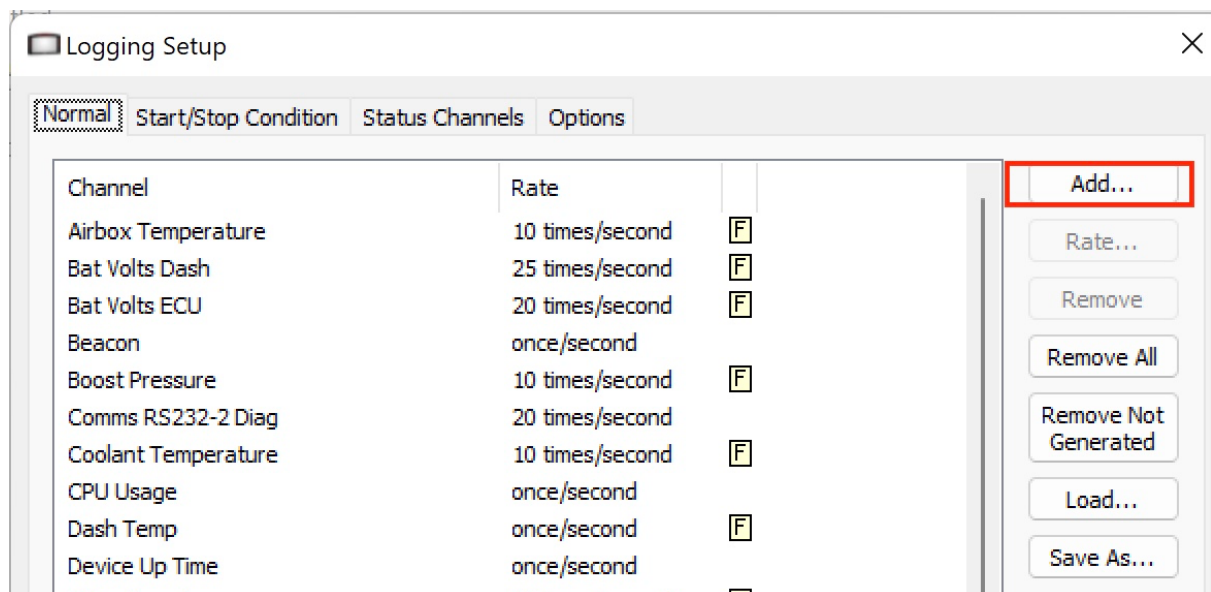 Logging Setup
Normal Start/Stop Condition Status Channels Options
Channel Rate
Add...
Airbox Temperature 10 times/second F
Rate...
Bat Volts Dash 25 times/second F
Bat Volts ECU 20 times/second F
Remove
Beacon once/second
Remove All
Boost Pressure 10 times/second F
Comms RS232-2 Diag 20 times/second
Remove Not
Generated
Coolant Temperature 10 times/second F
CPU Usage once/second
Load...
Dash Temp once/second F
Device Up Time once/second
Save As...